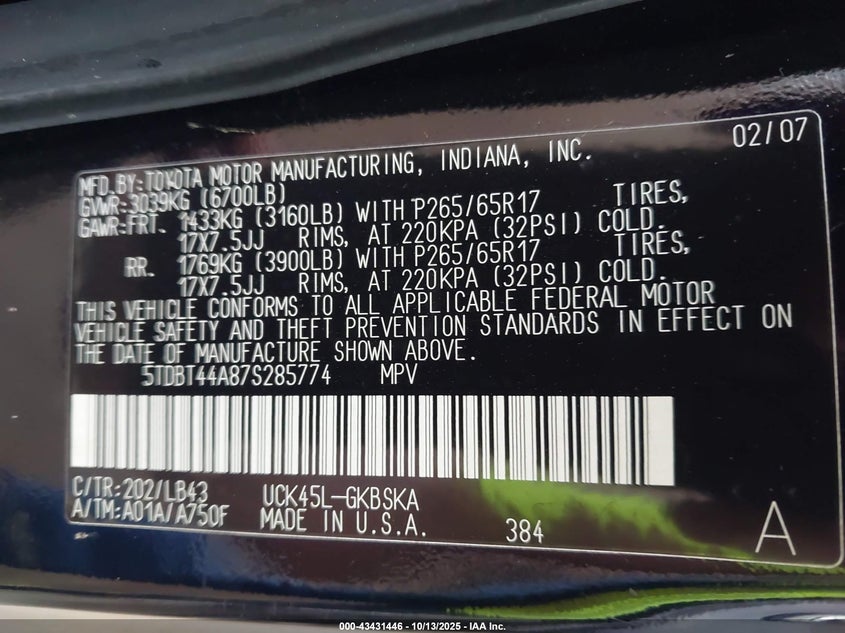 02/07
MFD.BY:TOYOTA MOTOR MANUFACTURING, INDIANA, INC.
GVWR:3039KG (6700LB)
GAWR:FRT. 1433KG (3160LB) WITH P265/65R17 TIRES,
17X7.5JJ RIMS, AT 220KPA (32PSI) COLD.
RR. 1769KG (3900LB) WITH P265/65R17 TIRES,
17X7.5JJ RIMS, AT 220KPA (32PSI) COLD.
THIS VEHICLE CONFORMS TO ALL APPLICABLE FEDERAL MOTOR
VEHICLE SAFETY AND THEFT PREVENTION STANDARDS IN EFFECT ON
THE DATE OF MANUFACTURE SHOWN ABOVE.
5TDBT44A87S285774 MPV
C/TR:202/LB43 UCK45L-GKBSKA
A/TM:A01A/A750F MADE IN U.S.A. 384 A
000-43431446 - 10/13/2025 - IAA Inc.